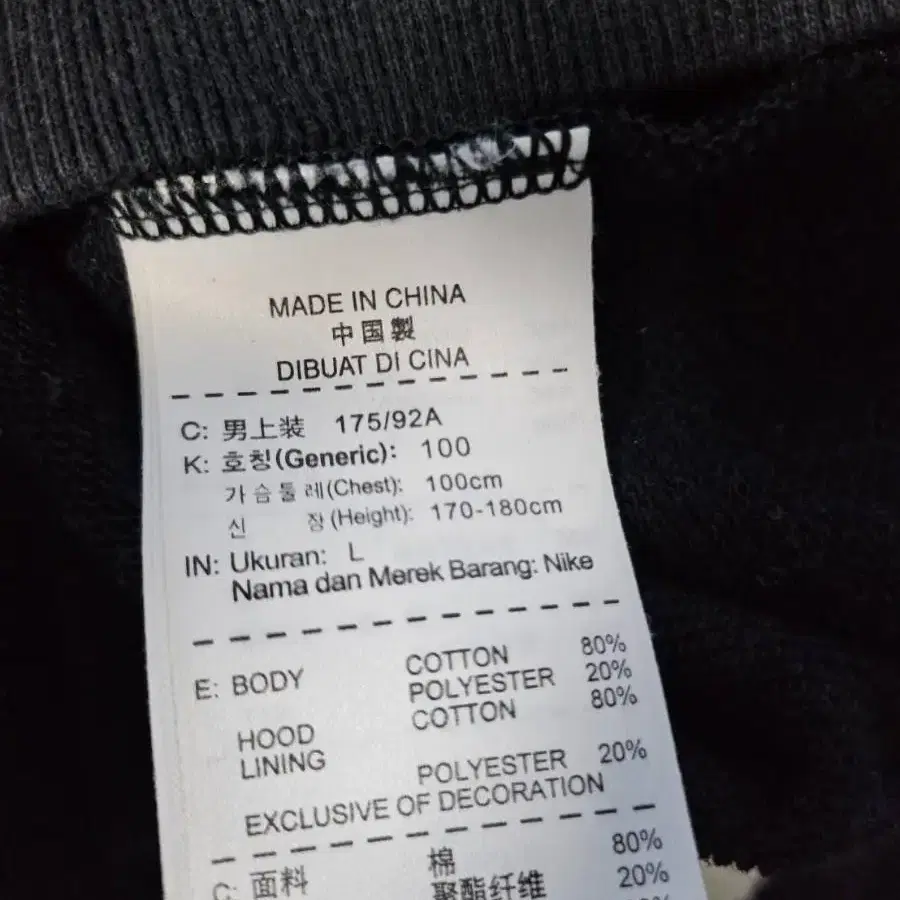 MADE IN CHINA
中国製
DIBUAT DI CINA
C: 男上装 175/92A
K: 호칭(Generic): 100
가슴둘레(Chest): 100cm
신 장(Height): 170-180cm
IN: Ukuran: L
Nama dan Merek Barang: Nike
E: BODY COTTON 80%
POLYESTER 20%
HOOD COTTON 80%
LINING
POLYESTER 20%
EXCLUSIVE OF DECORATION
C: 面料 棉 80%
聚酯纤维 20%